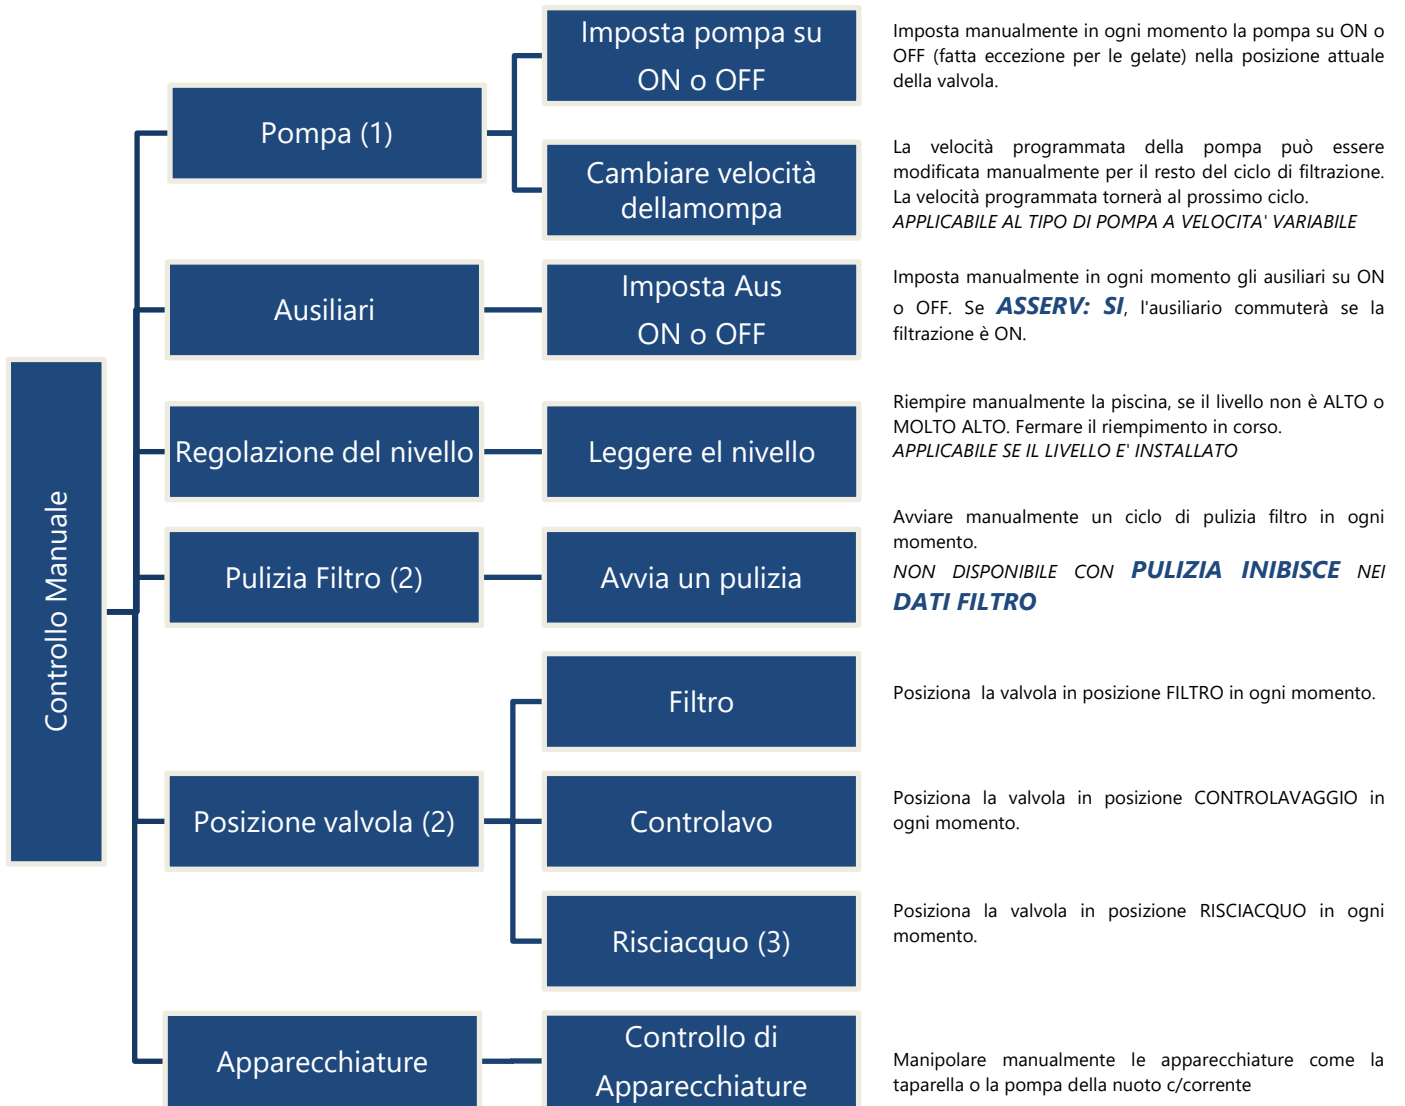 Controllo Manuale
Pompa (1)
Imposta pompa su
ON o OFF
Imposta manualmente in ogni momento la pompa su ON o
OFF (fatta eccezione per le gelate) nella posizione attuale
della valvola.
Cambiare velocità
dellamompa
La velocità programmata della pompa può essere
modificata manualmente per il resto del ciclo di filtrazione.
La velocità programmata tornerà al prossimo ciclo.
APPLICABILE AL TIPO DI POMPA A VELOCITA' VARIABILE
Ausiliari
Imposta Aus
ON o OFF
Imposta manualmente in ogni momento gli ausiliari su ON
o OFF. Se ASSERV: SI, l'ausiliario commuterà se la
filtrazione è ON.
Regolazione del nivello
Leggere el nivello
Riempire manualmente la piscina, se il livello non è ALTO o
MOLTO ALTO. Fermare il riempimento in corso.
APPLICABILE SE IL LIVELLO E' INSTALLATO
Pulizia Filtro (2)
Avvia un pulizia
Avviare manualmente un ciclo di pulizia filtro in ogni
momento.
NON DISPONIBILE CON PULIZIA INIBISCE NEI
DATI FILTRO
Posizione valvola (2)
Filtro
Posiziona la valvola in posizione FILTRO in ogni momento.
Controlavo
Posiziona la valvola in posizione CONTROLAVAGGIO in
ogni momento.
Risciacquo (3)
Posiziona la valvola in posizione RISCIACQUO in ogni
momento.
Apparecchiature
Controllo di
Apparecchiature
Manipolare manualmente le apparecchiature come la
taparella o la pompa della nuoto c/corrente